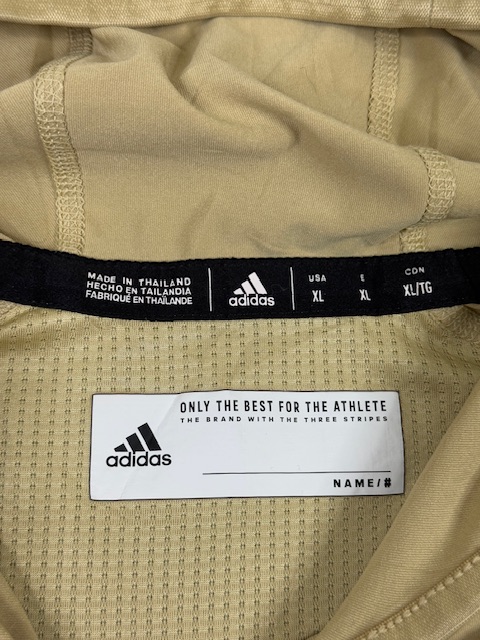 MADE IN THAILAND
HECHO EN TAILANDIA
FABRIQUÉ EN THAÏLANDE
adidas
USA
XL
E
XL
CDN
XL/TG
ONLY THE BEST FOR THE ATHLETE
THE BRAND WITH THE THREE STRIPES
adidas
NAME/#